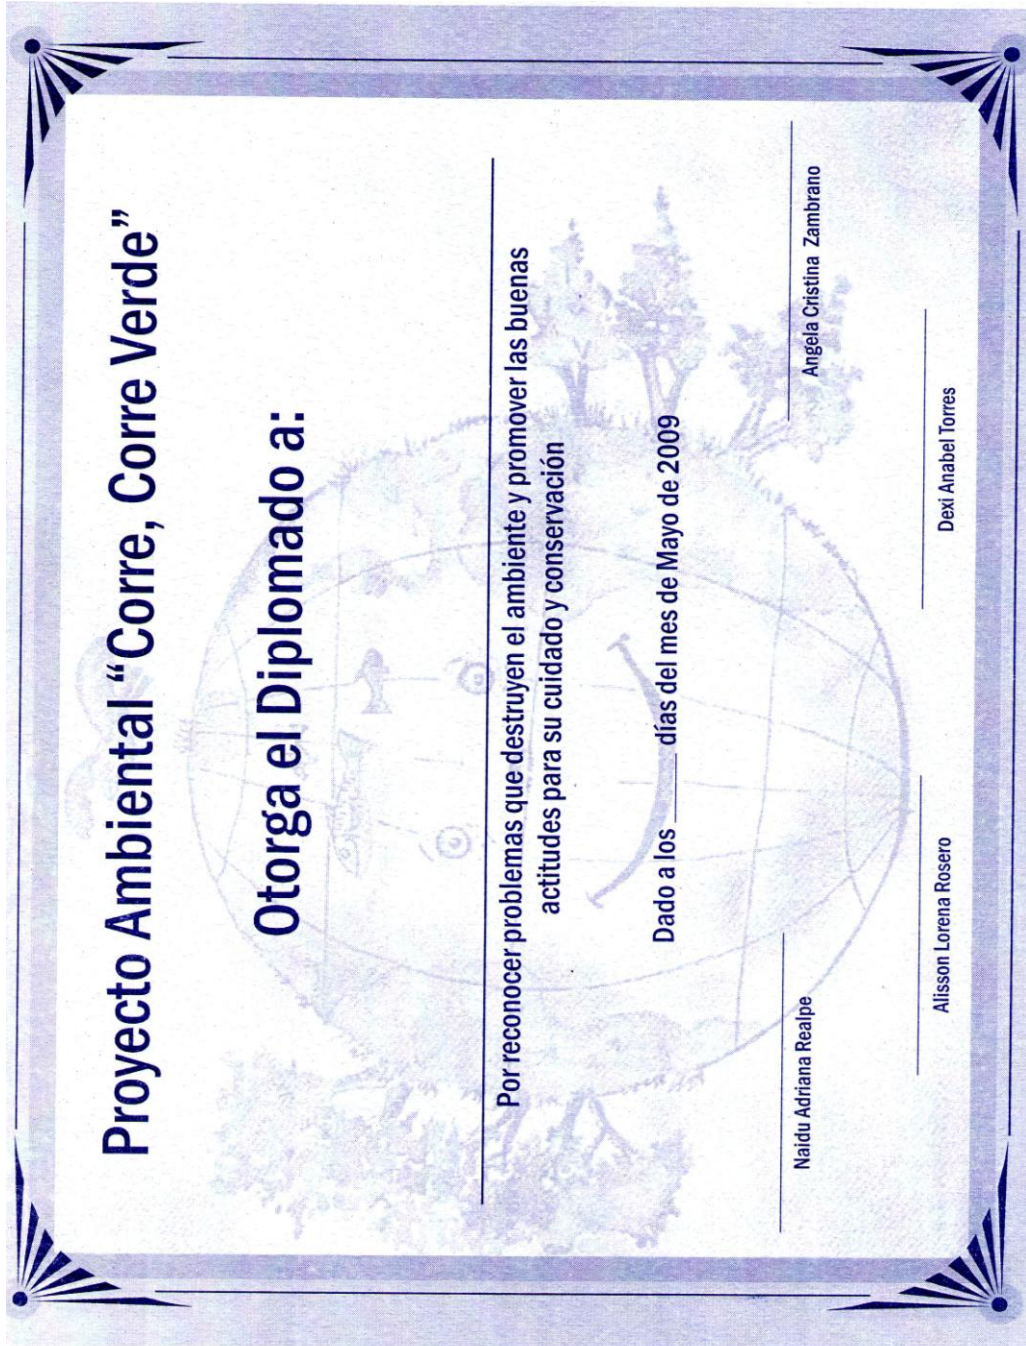 Proyecto Ambiental “Corre, Corre Verde”
Otorga el Diplomado a:
Por reconocer problemas que destruyen el ambiente y promover las buenas
actitudes para su cuidado y conservación
Dado a los ______ días del mes de Mayo de 2009
Naidu Adriana Realpe
Angela Cristina Zambrano
Alisson Lorena Rosero
Dexi Anabel Torres